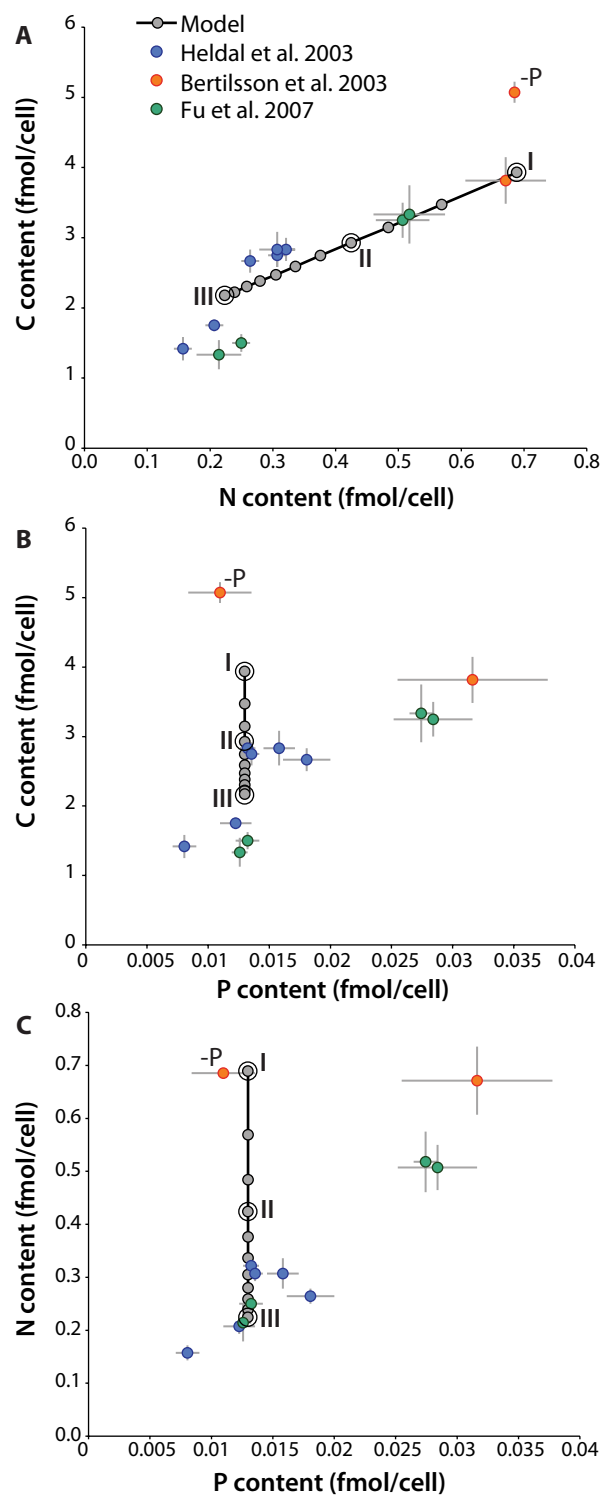 A
Model
Heldal et al. 2003
Bertilsson et al. 2003
Fu et al. 2007
-P
I
II
III
6
5
4
3
2
1
0
0.0 0.1 0.2 0.3 0.4 0.5 0.6 0.7 0.8
C content (fmol/cell)
N content (fmol/cell)
B
-P
I
II
III
6
5
4
3
2
1
0
0 0.005 0.01 0.015 0.02 0.025 0.03 0.035 0.04
C content (fmol/cell)
P content (fmol/cell)
C
-P
I
II
III
0.8
0.7
0.6
0.5
0.4
0.3
0.2
0.1
0.0
0 0.005 0.01 0.015 0.02 0.025 0.03 0.035 0.04
N content (fmol/cell)
P content (fmol/cell)